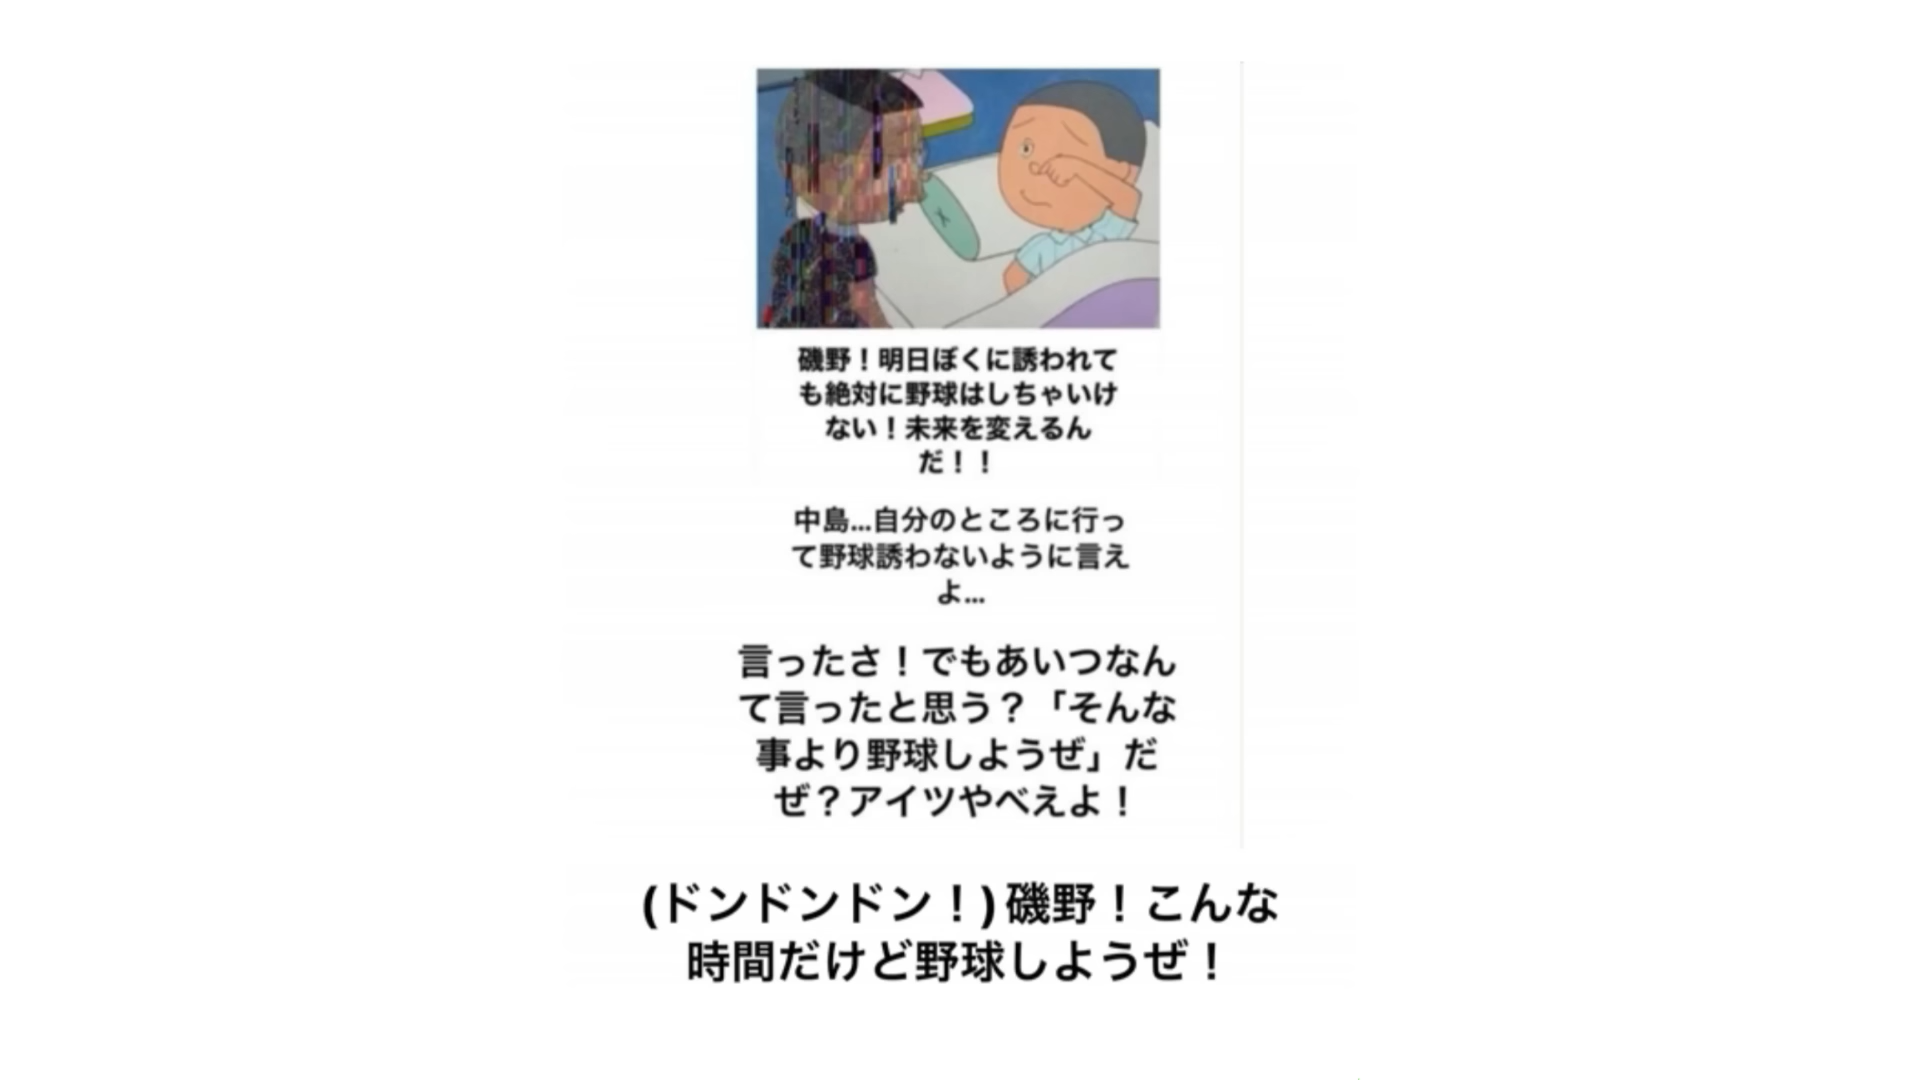 磯野！明日ぼくに誘われて
も絶対に野球はしちゃいけ
ない！未来を変えるん
だ！！
中島...自分のところに行っ
て野球誘わないように言え
よ...
言ったさ！でもあいつなん
て言ったと思う？「そんな
事より野球しようぜ」だ
ぜ？アイツやべえよ！
(ドンドンドン！)磯野！こんな
時間だけど野球しようぜ！